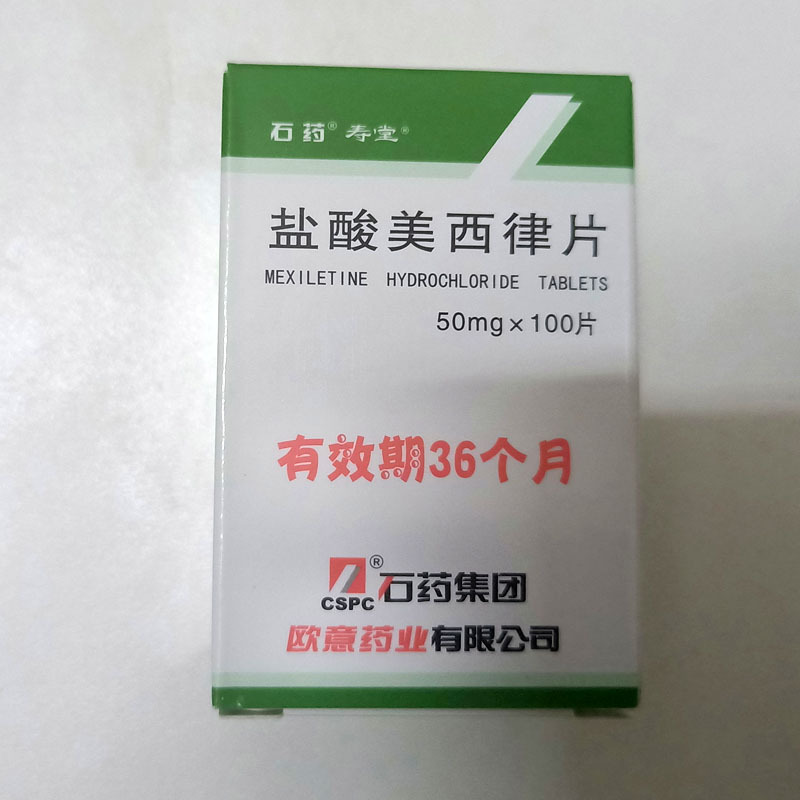 石药® 寿堂®
盐酸美西律片
MEXILETINE HYDROCHLORIDE TABLETS
50mg×100片
有效期36个月
CSPC® 石药集团
欧意药业有限公司